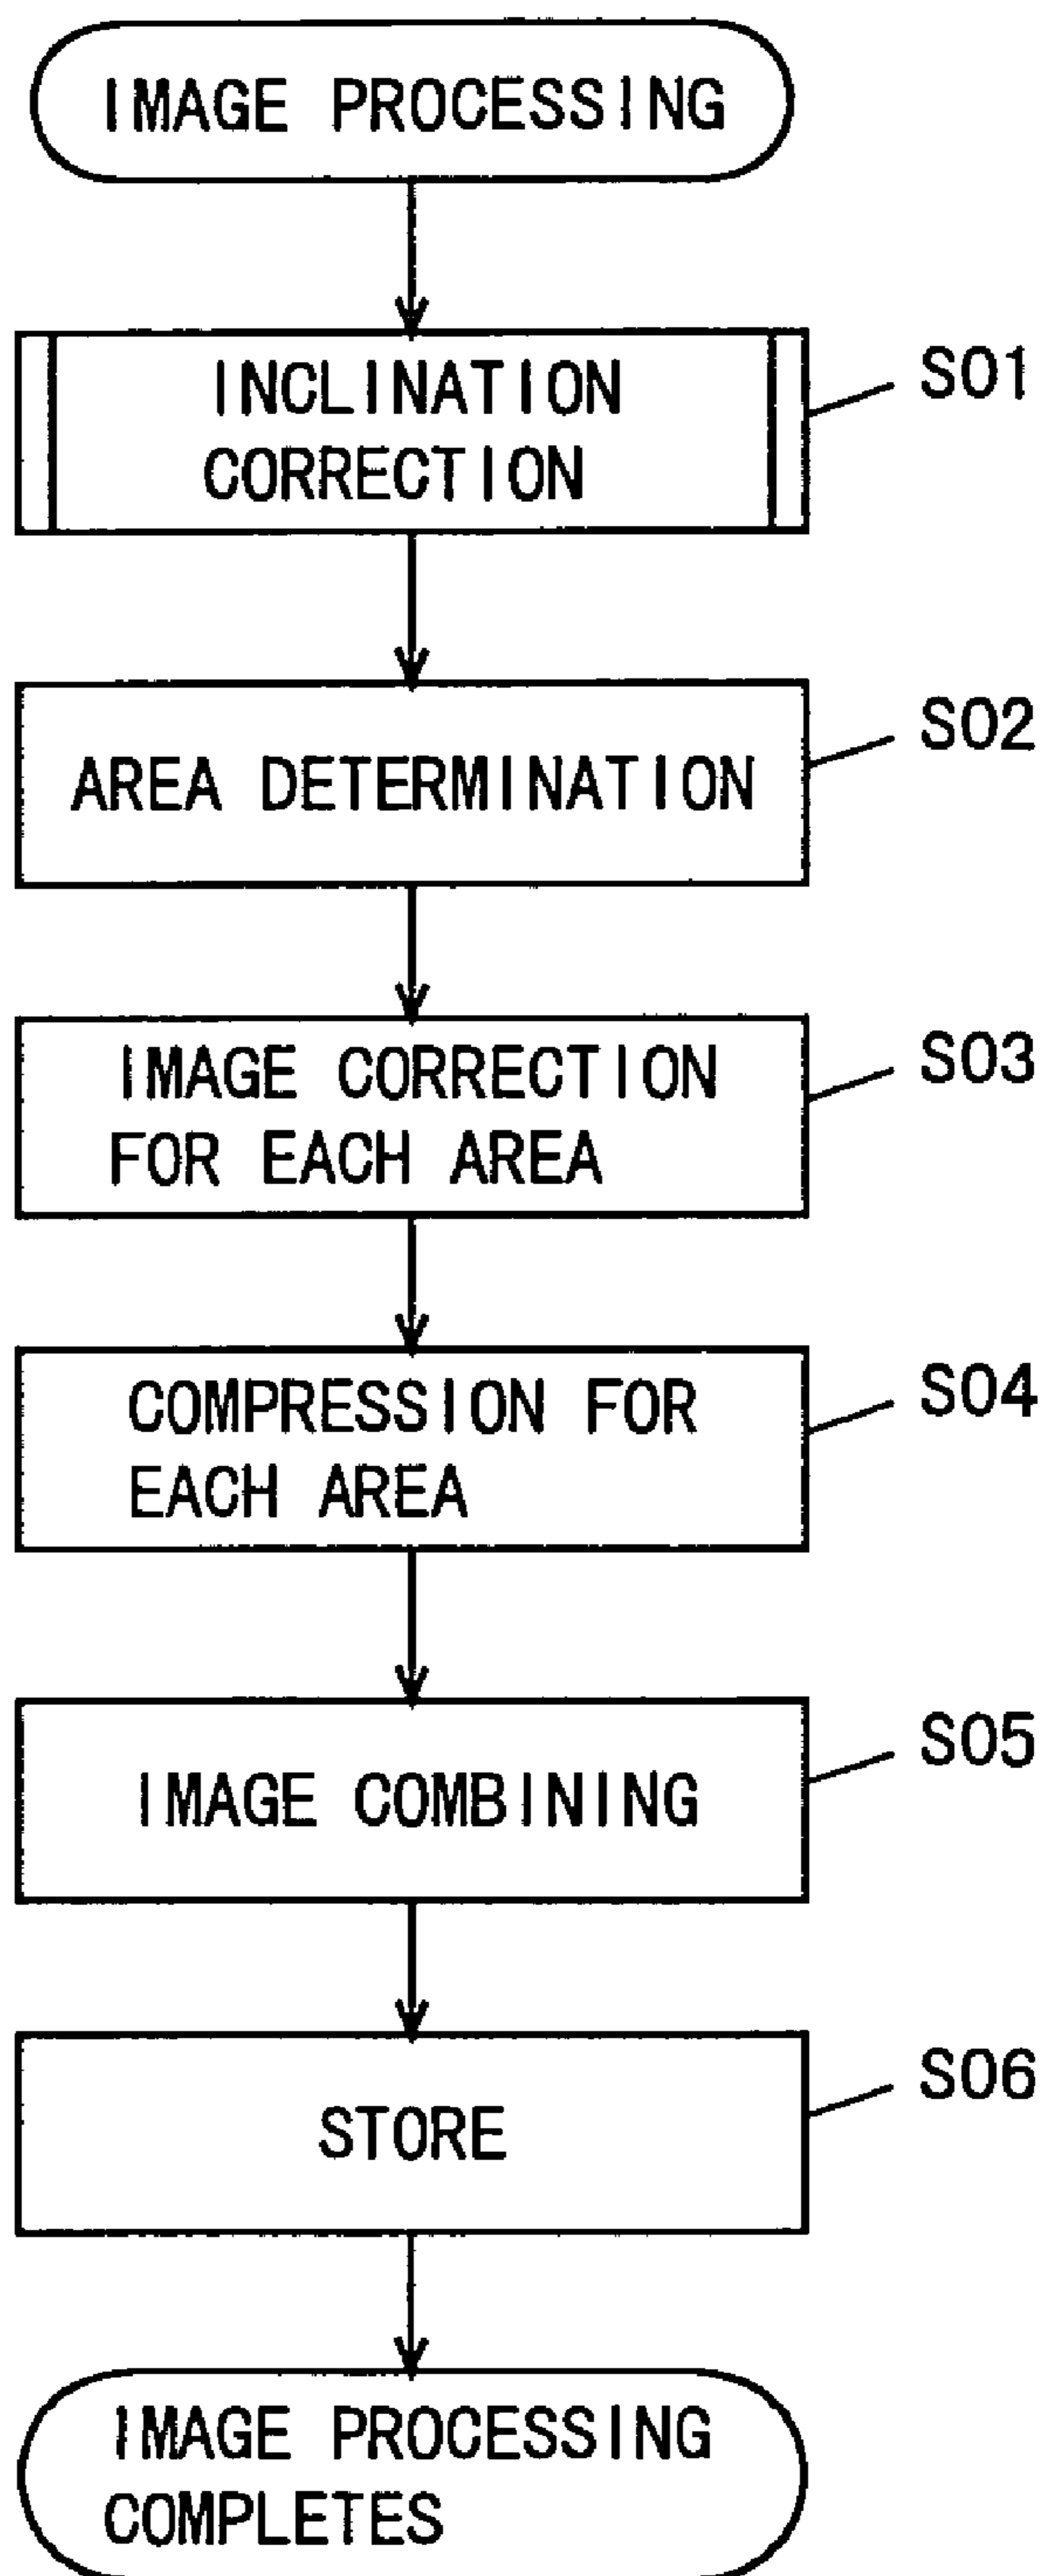 IMAGE PROCESSING
INCLINATION
CORRECTION
S01
AREA DETERMINATION
S02
IMAGE CORRECTION
FOR EACH AREA
S03
COMPRESSION FOR
EACH AREA
S04
IMAGE COMBINING
S05
STORE
S06
IMAGE PROCESSING
COMPLETES